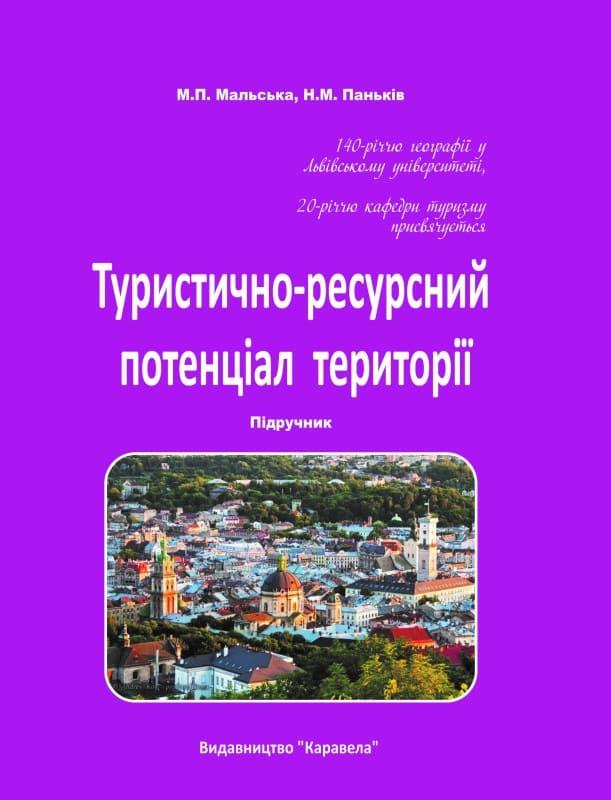 М.П. Мальська, Н.М. Паньків
140-річчю географії у
Львівському університеті,
20-річчю кафедри туризму
присвячується
Туристично-ресурсний
потенціал території
Підручник
Видавництво "Каравела"